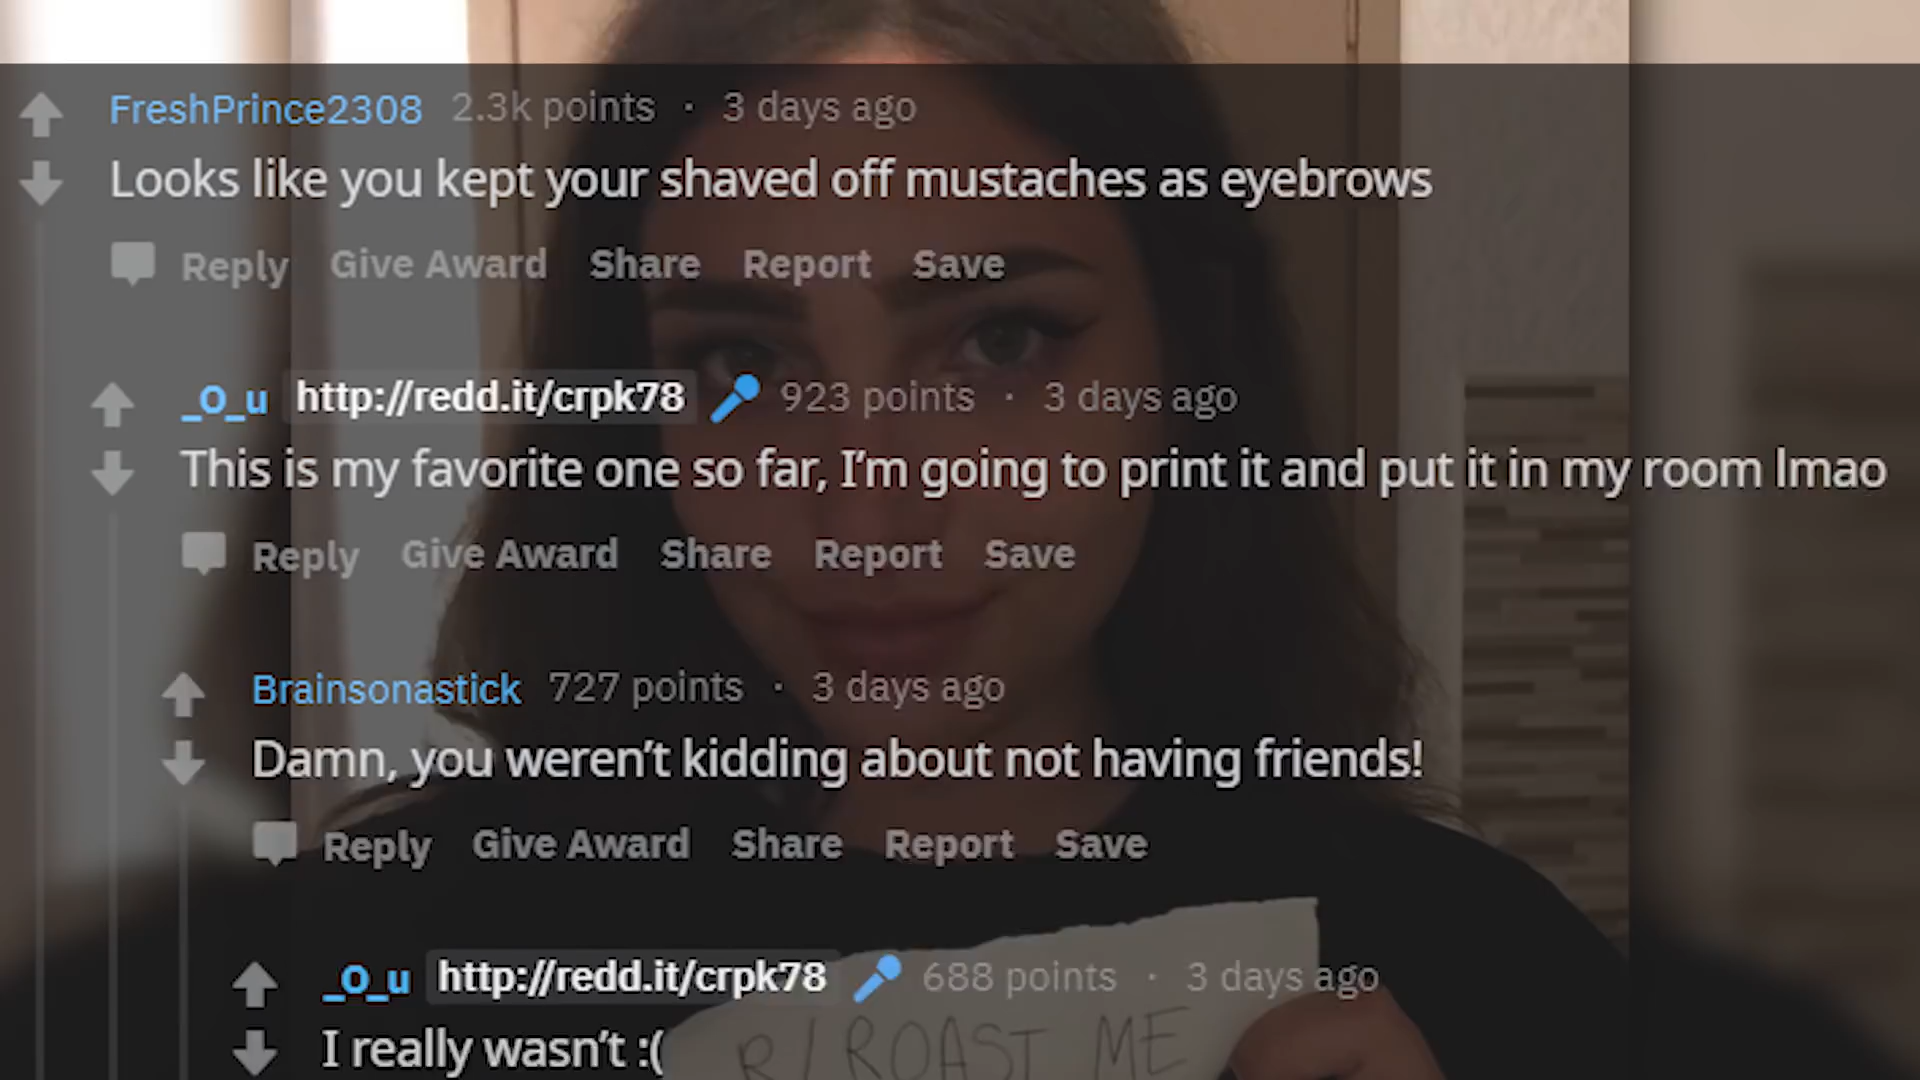 FreshPrince2308 2.3k points · 3 days ago
Looks like you kept your shaved off mustaches as eyebrows
Reply Give Award Share Report Save
_O_u http://redd.it/crpk78 923 points · 3 days ago
This is my favorite one so far, I'm going to print it and put it in my room lmao
Reply Give Award Share Report Save
Brainsonastick 727 points · 3 days ago
Damn, you weren't kidding about not having friends!
Reply Give Award Share Report Save
_O_u http://redd.it/crpk78 688 points · 3 days ago
I really wasn't :(
R/ROAST ME